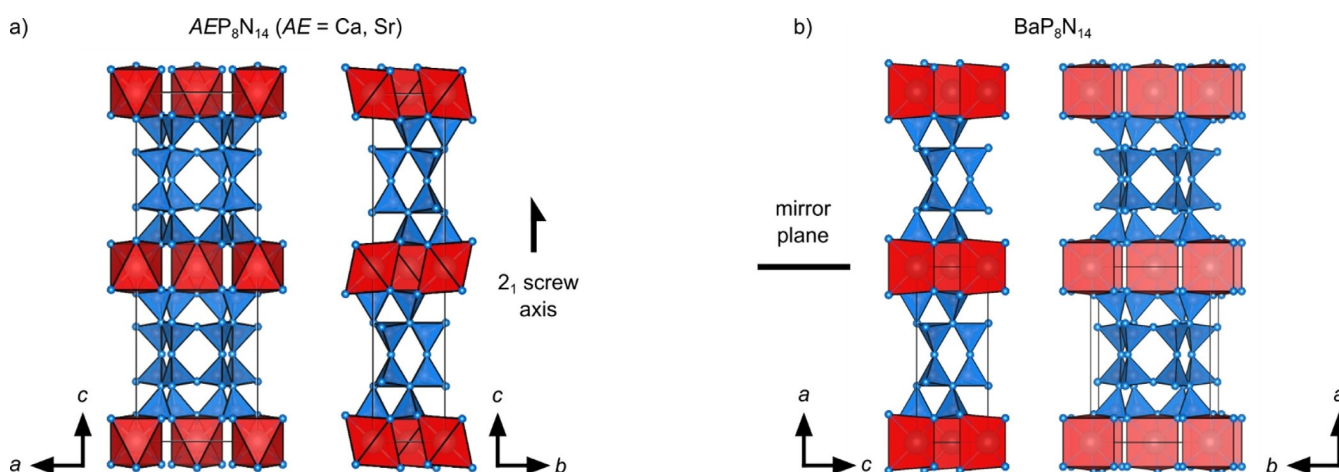 a)
AEP₈N₁₄ (AE = Ca, Sr)
b)
BaP₈N₁₄
2₁ screw
axis
mirror
plane
c
a
c
b
a
c
a
b